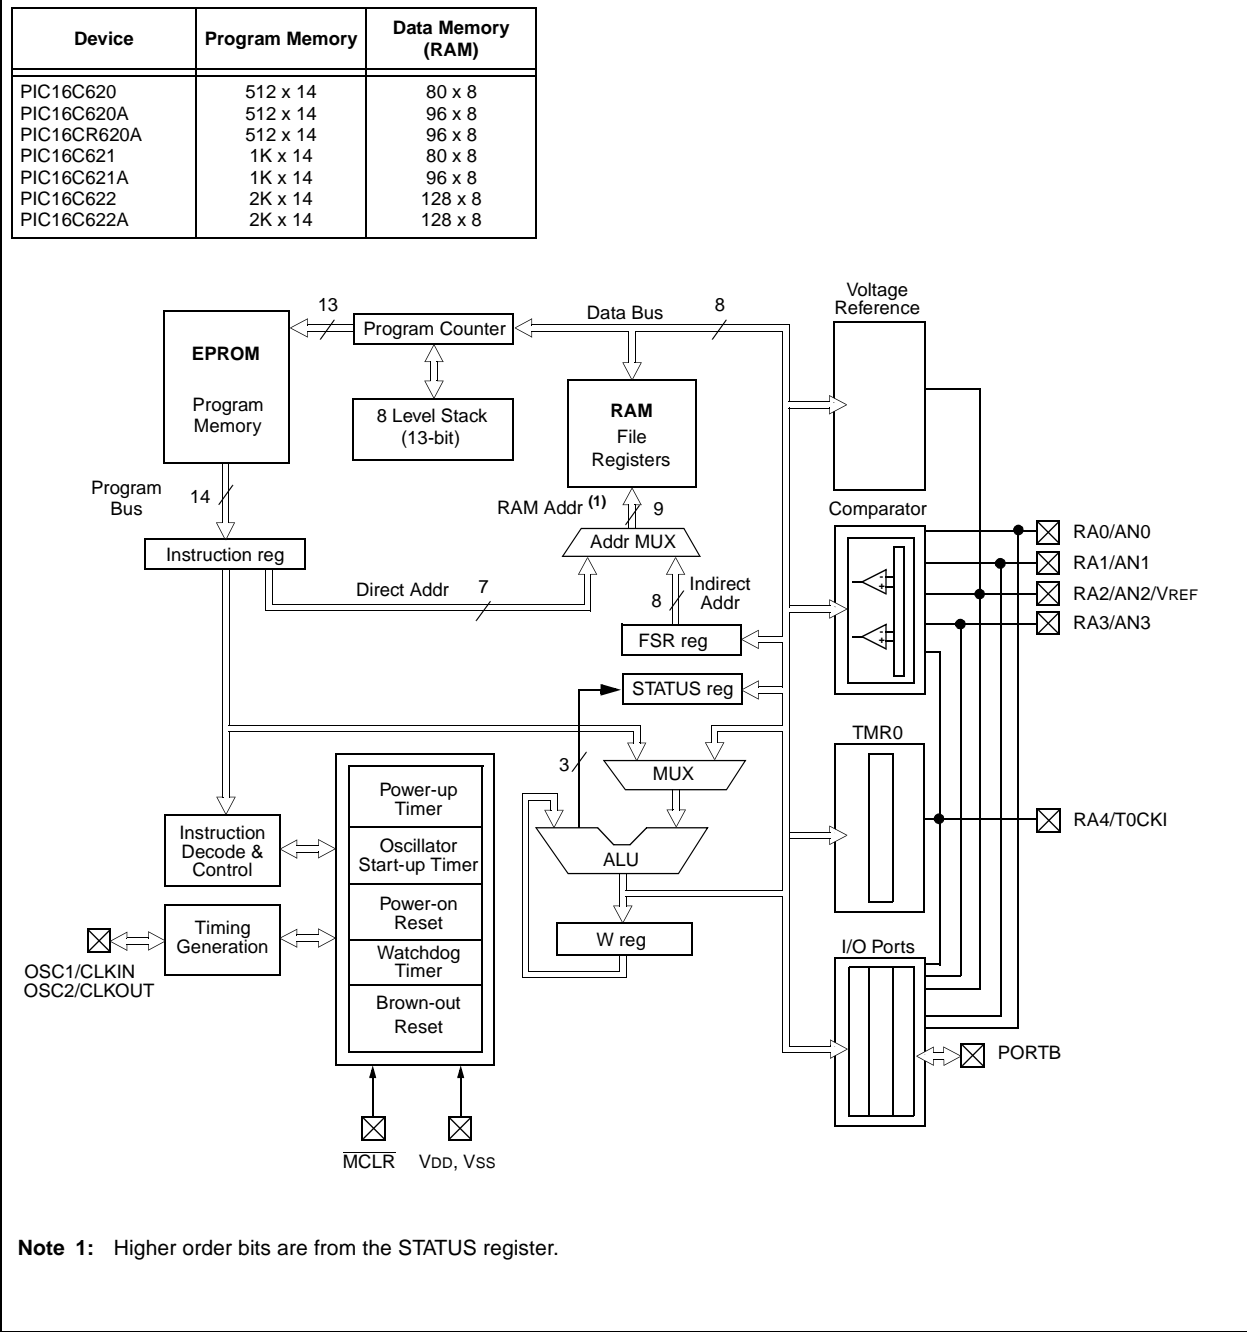 Device Program Memory Data Memory (RAM)
PIC16C620 512 x 14 80 x 8
PIC16C620A 512 x 14 96 x 8
PIC16CR620A 512 x 14 96 x 8
PIC16C621 1K x 14 80 x 8
PIC16C621A 1K x 14 96 x 8
PIC16C622 2K x 14 128 x 8
PIC16C622A 2K x 14 128 x 8
EPROM
Program
Memory
13
Program Counter
8 Level Stack
(13-bit)
Data Bus
8
RAM
File
Registers
Voltage
Reference
Program
Bus
14
RAM Addr (1)
9
Addr MUX
Instruction reg
Direct Addr
7
8
Indirect
Addr
FSR reg
STATUS reg
Comparator
-
+
-
+
RA0/AN0
RA1/AN1
RA2/AN2/VREF
RA3/AN3
3
MUX
ALU
W reg
TMR0
RA4/T0CKI
Instruction
Decode &
Control
Timing
Generation
OSC1/CLKIN
OSC2/CLKOUT
Power-up
Timer
Oscillator
Start-up Timer
Power-on
Reset
Watchdog
Timer
Brown-out
Reset
I/O Ports
PORTB
MCLR
VDD, VSS
Note 1: Higher order bits are from the STATUS register.